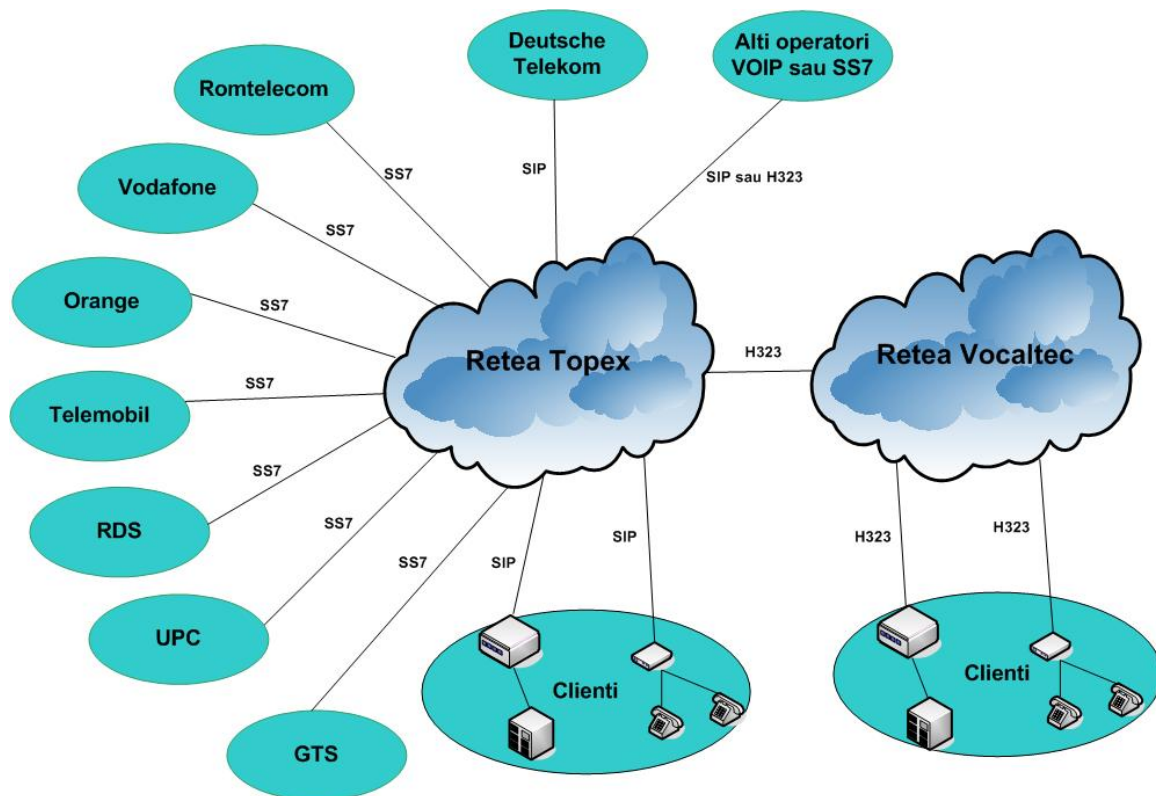 Deutsche
Telekom
Alti operatori
VOIP sau SS7
Romtelecom
SS7
SIP
SIP sau H323
Vodafone
SS7
Orange
SS7
Retea Topex
H323
Retea Vocaltec
Telemobil
SS7
RDS
SS7
UPC
SS7
GTS
SS7
SIP
SIP
H323
H323
Clienti
Clienti